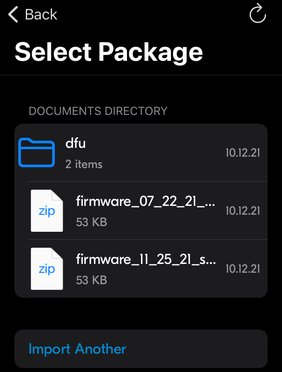 Back
Select Package
DOCUMENTS DIRECTORY
dfu
2 items
10.12.21
zip
firmware_07_22_21_...
53 KB
10.12.21
zip
firmware_11_25_21_s...
53 KB
10.12.21
Import Another